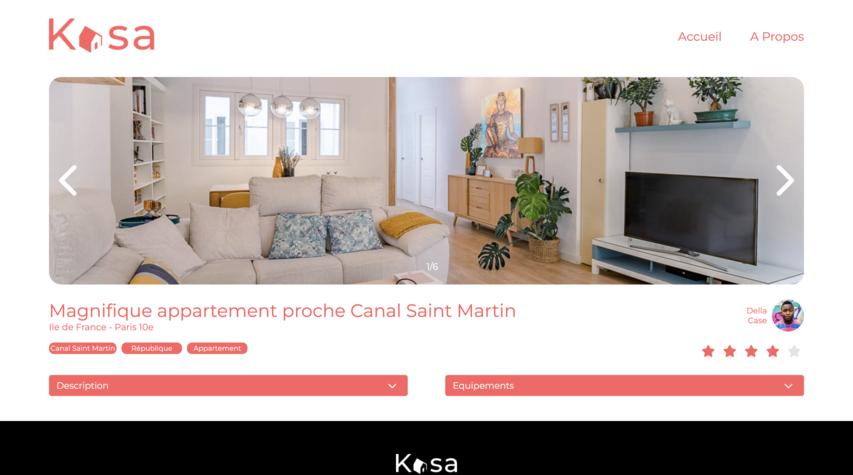 Kasa
Accueil
A Propos
1/6
Magnifique appartement proche Canal Saint Martin
Ile de France - Paris 10e
Della
Case
Canal Saint Martin
République
Appartement
Description
Equipements
Kasa